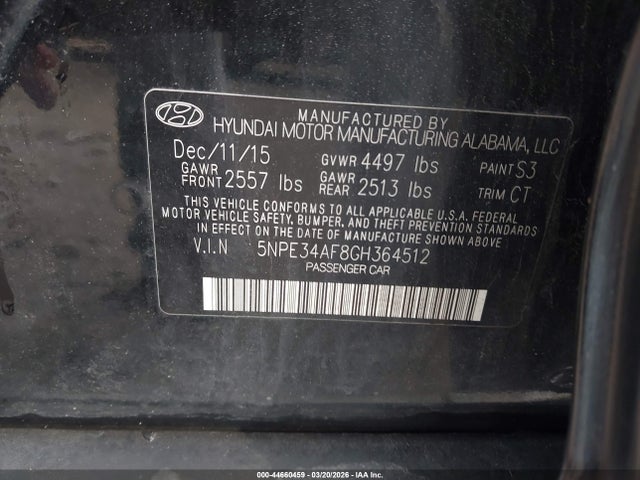 MANUFACTURED BY
HYUNDAI MOTOR MANUFACTURING ALABAMA, LLC
Dec/11/15 GVWR 4497 lbs PAINT S3
GAWR FRONT 2557 lbs GAWR REAR 2513 lbs TRIM CT
THIS VEHICLE CONFORMS TO ALL APPLICABLE U.S.A. FEDERAL
MOTOR VEHICLE SAFETY, BUMPER, AND THEFT PREVENTION STANDARDS
IN EFFECT ON THE DATE OF MANUFACTURE SHOWN ABOVE.
V.I.N 5NPE34AF8GH364512
PASSENGER CAR
000-44660459 | 03/20/2026 | IAA Inc.